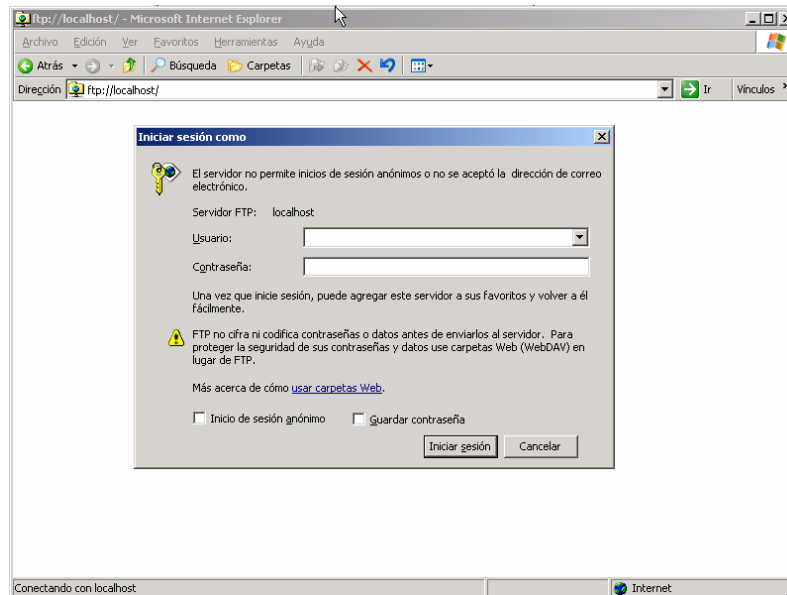 ftp://localhost/ - Microsoft Internet Explorer
Archivo Edición Ver Favoritos Herramientas Ayuda
Atrás Búsqueda Carpetas
Dirección ftp://localhost/ Ir Vínculos »
Iniciar sesión como
El servidor no permite inicios de sesión anónimos o no se aceptó la dirección de correo
electrónico.
Servidor FTP: localhost
Usuario:
Contraseña:
Una vez que inicie sesión, puede agregar este servidor a sus favoritos y volver a él
fácilmente.
FTP no cifra ni codifica contraseñas o datos antes de enviarlos al servidor. Para
proteger la seguridad de sus contraseñas y datos use carpetas Web (WebDAV) en
lugar de FTP.
Más acerca de cómo usar carpetas Web.
Inicio de sesión anónimo Guardar contraseña
Iniciar sesión Cancelar
Conectando con localhost Internet